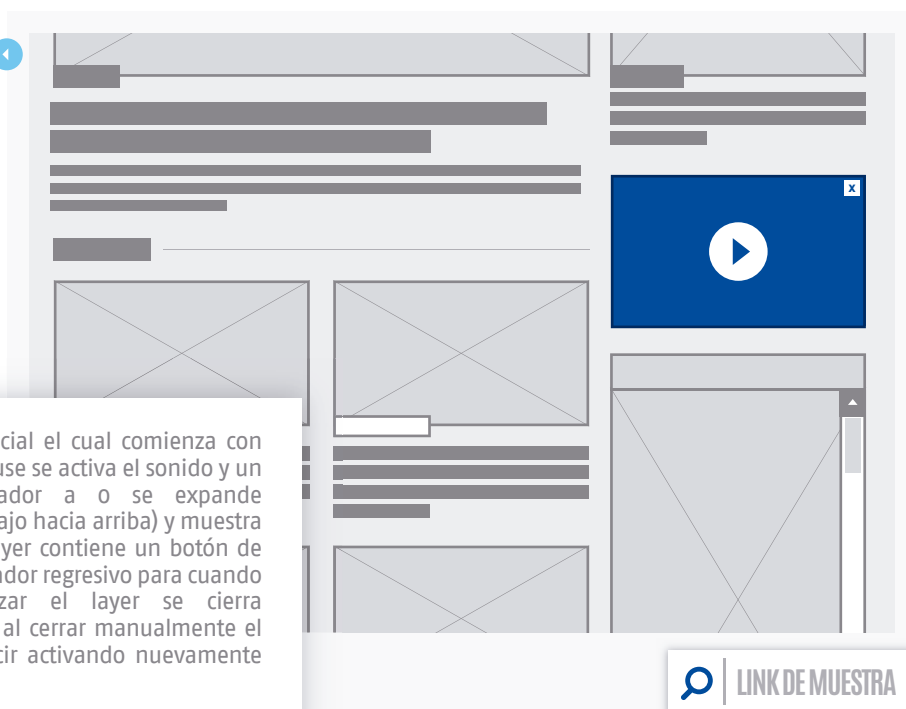 x
cial el cual comienza con
use se activa el sonido y un
ador a o se expande
ajo hacia arriba) y muestra
yer contiene un botón de
ador regresivo para cuando
zar el layer se cierra
al cerrar manualmente el
cir activando nuevamente
LINK DE MUESTRA